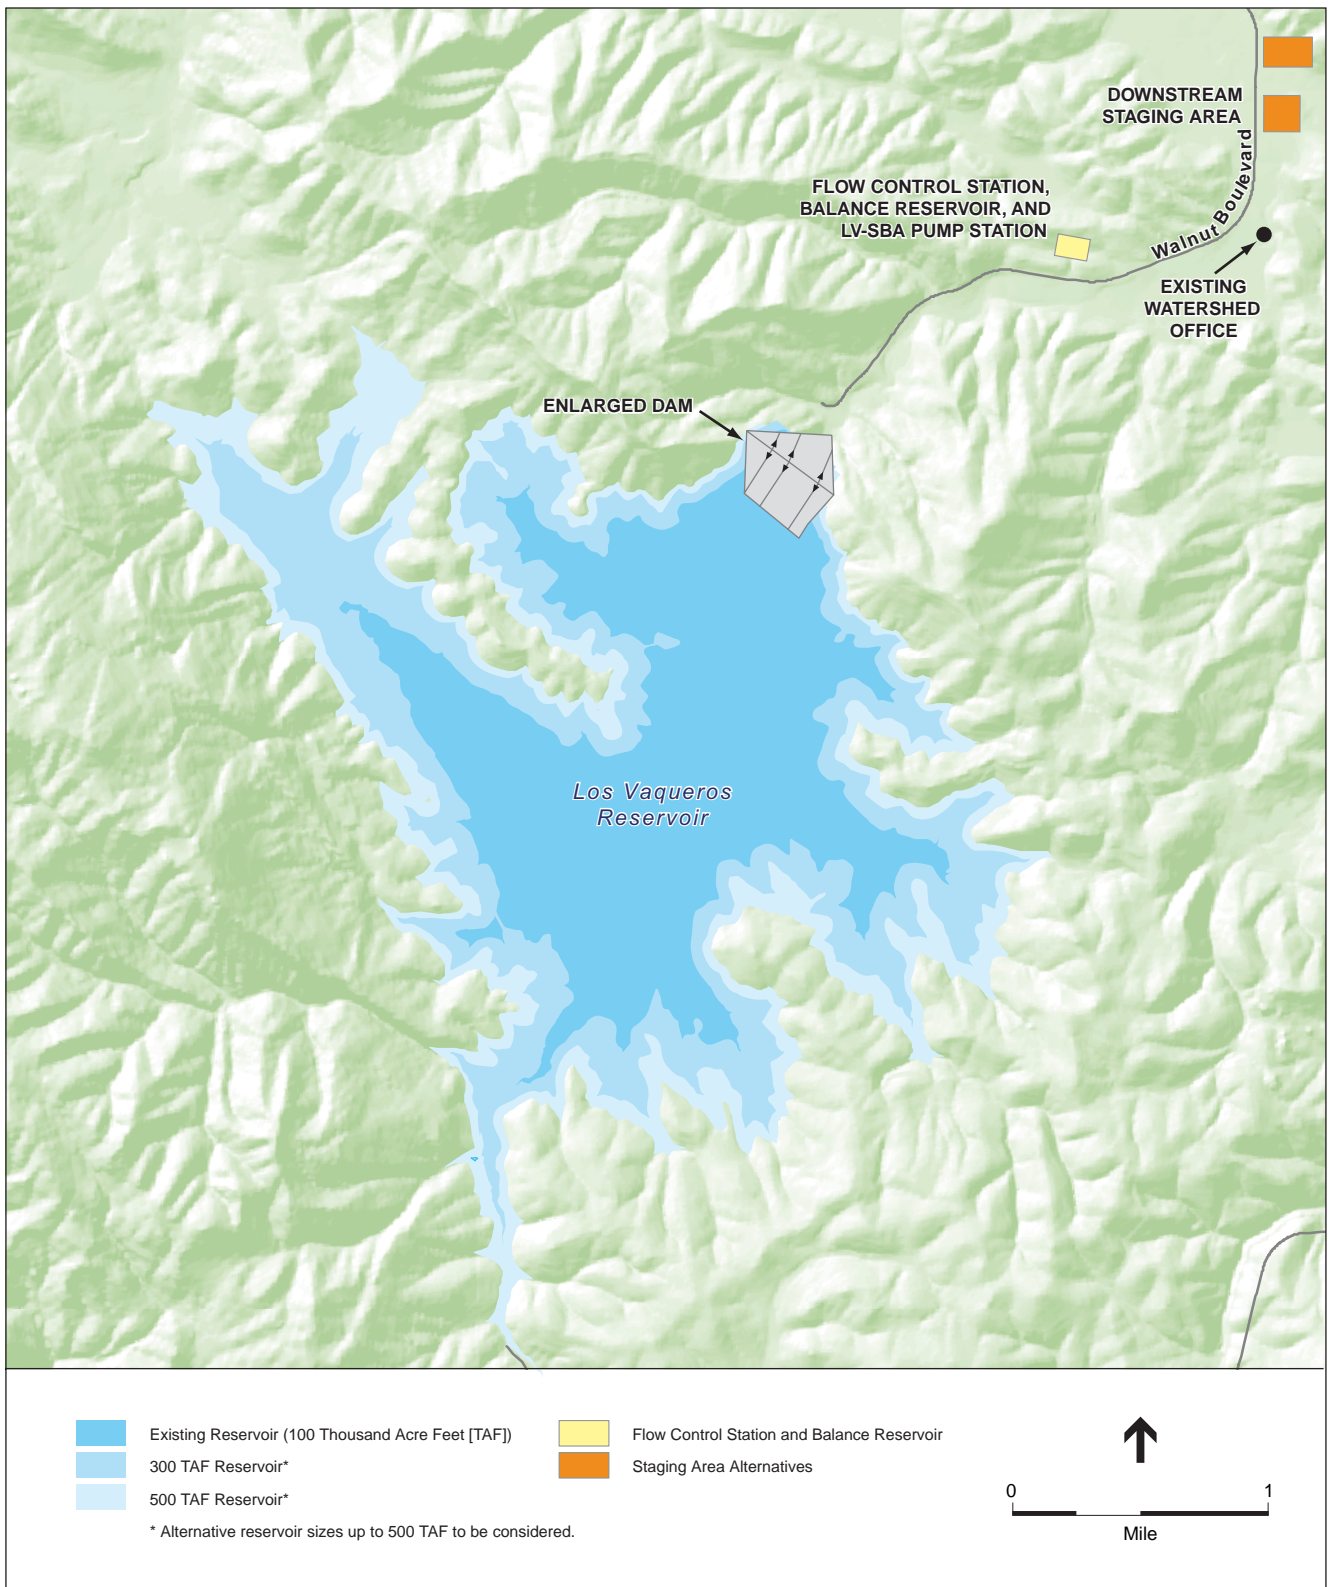 DOWNSTREAM
STAGING AREA
Walnut Boulevard
FLOW CONTROL STATION,
BALANCE RESERVOIR, AND
LV-SBA PUMP STATION
EXISTING
WATERSHED
OFFICE
ENLARGED DAM
Los Vaqueros
Reservoir
Existing Reservoir (100 Thousand Acre Feet [TAF])
300 TAF Reservoir*
500 TAF Reservoir*
* Alternative reservoir sizes up to 500 TAF to be considered.
Flow Control Station and Balance Reservoir
Staging Area Alternatives
0 1
Mile